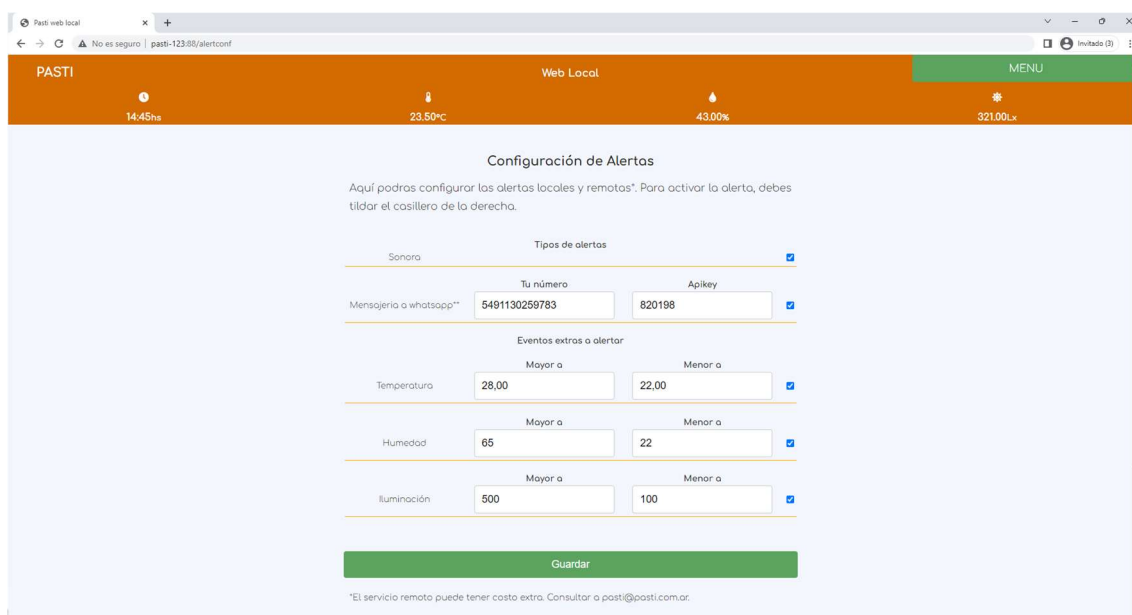 Pasti web local
No es seguro | pasti-123:88/alertconf
Invitado (3)
PASTI
Web Local
MENU
14:45hs
23.50ºC
43.00%
321.00Lx
Configuración de Alertas
Aquí podras configurar las alertas locales y remotas*. Para activar la alerta, debes
tildar el casillero de la derecha.
Tipos de alertas
Sonora
Tu número Apikey
Mensajeria a whatsapp** 5491130259783 820198
Eventos extras a alertar
Mayor a Menor a
Temperatura 28,00 22,00
Mayor a Menor a
Humedad 65 22
Mayor a Menor a
Iluminación 500 100
Guardar
*El servicio remoto puede tener costo extra. Consultar a pasti@pasti.com.ar.